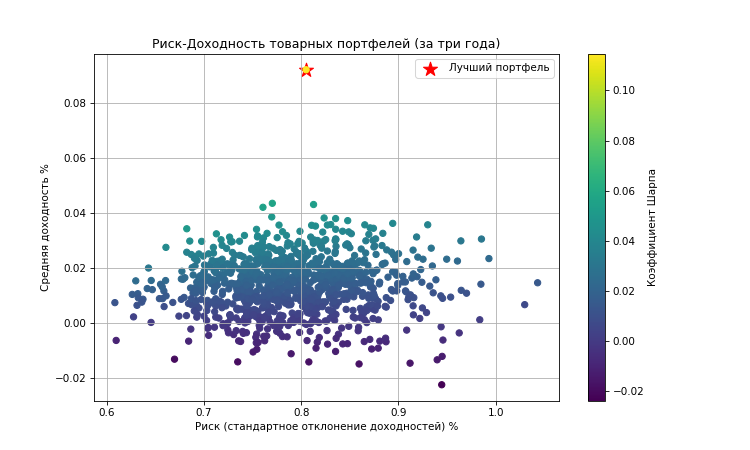 Риск-Доходность товарных портфелей (за три года)
Лучший портфель
Средняя доходность %
0.08
0.06
0.04
0.02
0.00
−0.02
0.6 0.7 0.8 0.9 1.0
Риск (стандартное отклонение доходностей) %
0.10
0.08
0.06
0.04
0.02
0.00
−0.02
Коэффициент Шарпа